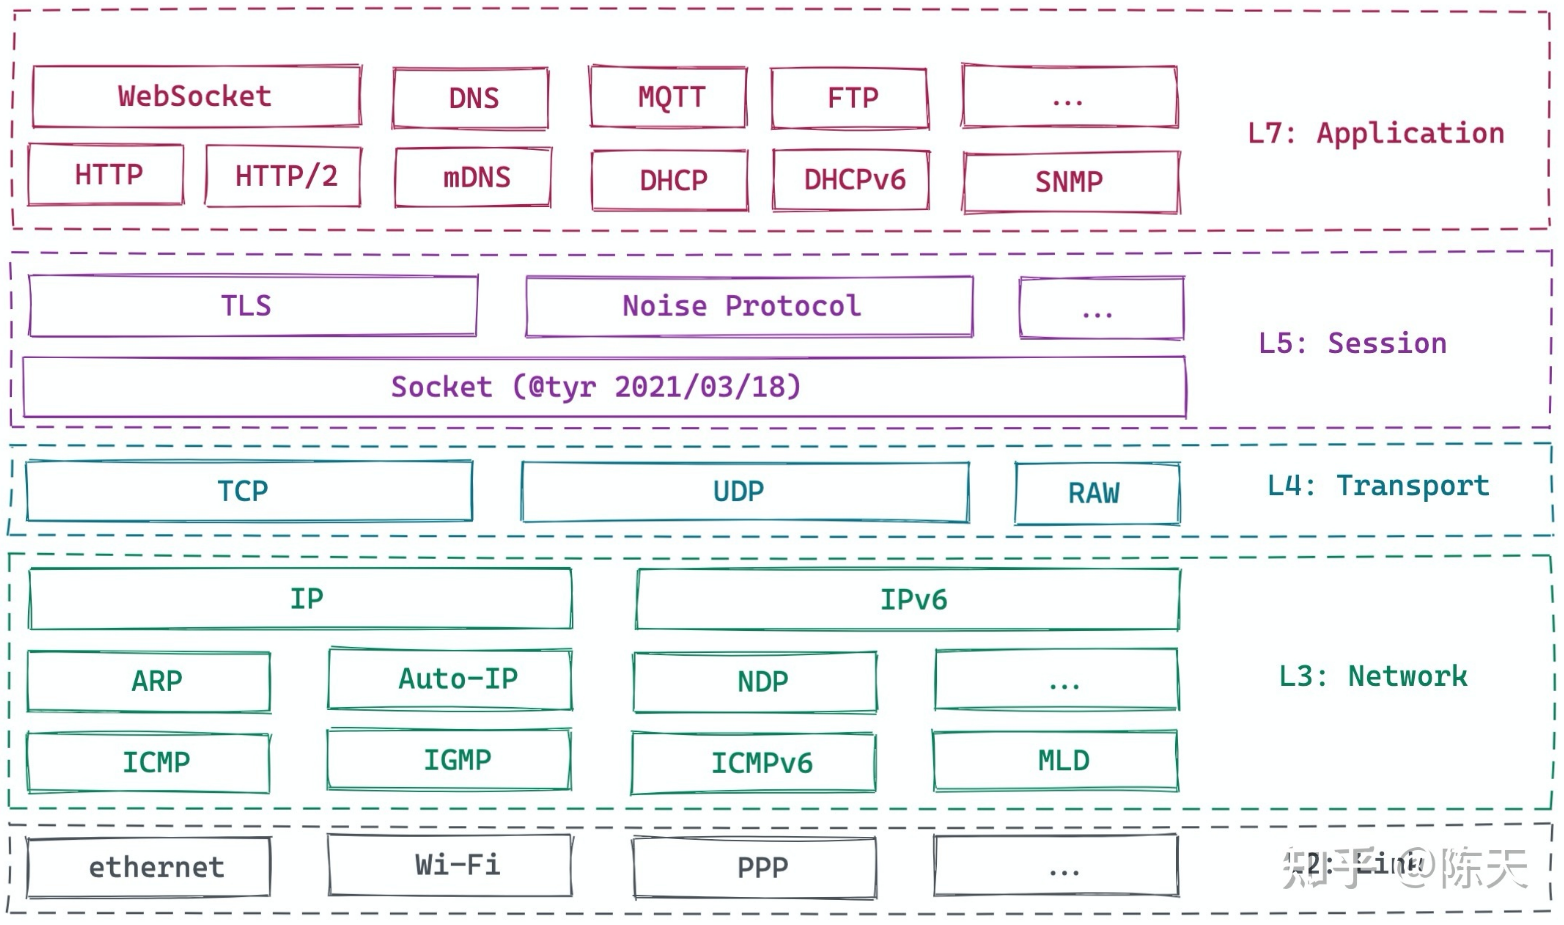 WebSocket DNS MQTT FTP ...
L7: Application
HTTP HTTP/2 mDNS DHCP DHCPv6 SNMP
TLS Noise Protocol ...
L5: Session
Socket (@tyr 2021/03/18)
TCP UDP RAW L4: Transport
IP IPv6
ARP Auto-IP NDP ... L3: Network
ICMP IGMP ICMPv6 MLD
ethernet Wi-Fi PPP ... L2: Link
知乎 @陈天